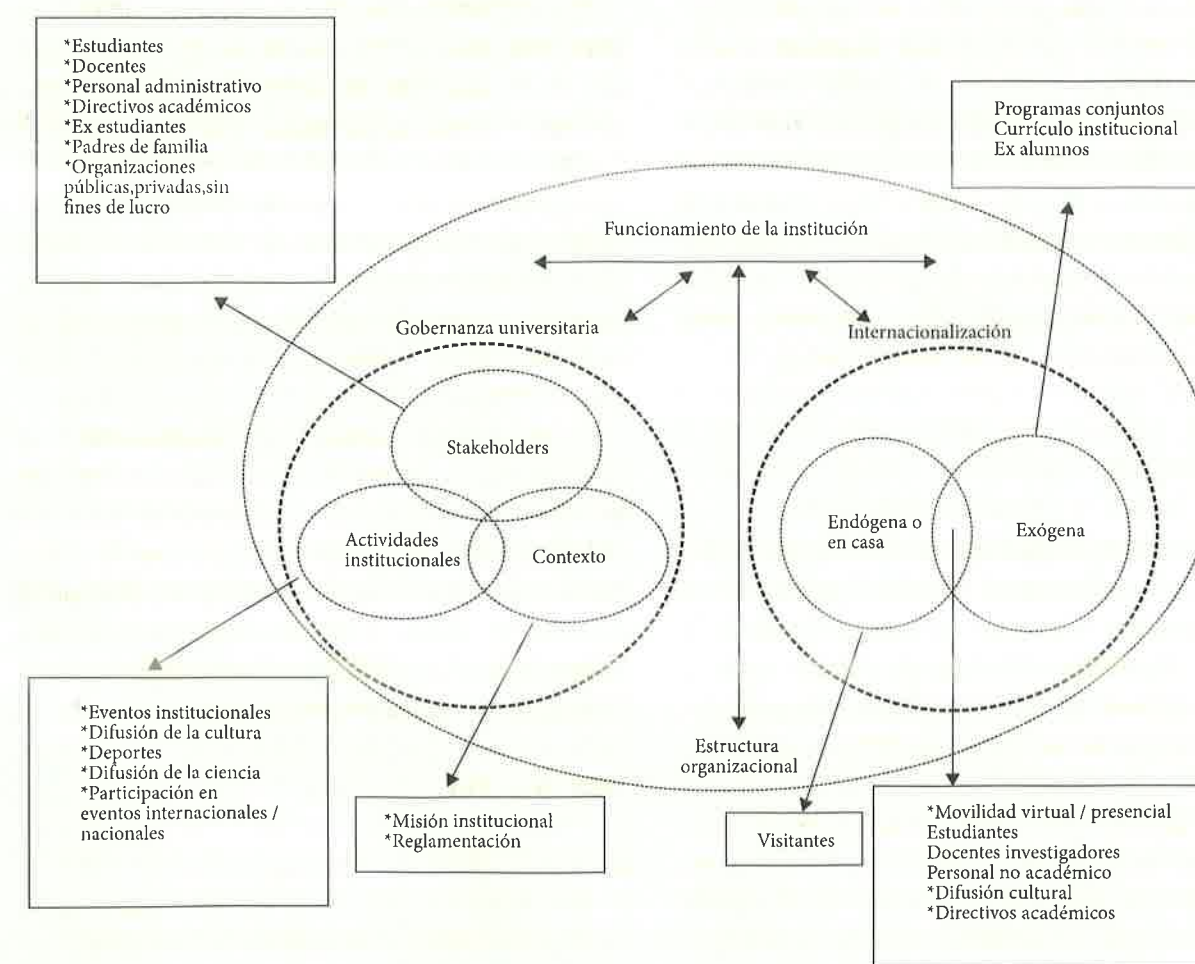 *Estudiantes
*Docentes
*Personal administrativo
*Directivos académicos
*Ex estudiantes
*Padres de familia
*Organizaciones
públicas,privadas,sin
fines de lucro
Programas conjuntos
Currículo institucional
Ex alumnos
Funcionamiento de la institución
Gobernanza universitaria
Internacionalización
Stakeholders
Actividades
institucionales
Contexto
Endógena o
en casa
Exógena
Estructura
organizacional
*Eventos institucionales
*Difusión de la cultura
*Deportes
*Difusión de la ciencia
*Participación en
eventos internacionales /
nacionales
*Misión institucional
*Reglamentación
Visitantes
*Movilidad virtual / presencial
Estudiantes
Docentes investigadores
Personal no académico
*Difusión cultural
*Directivos académicos